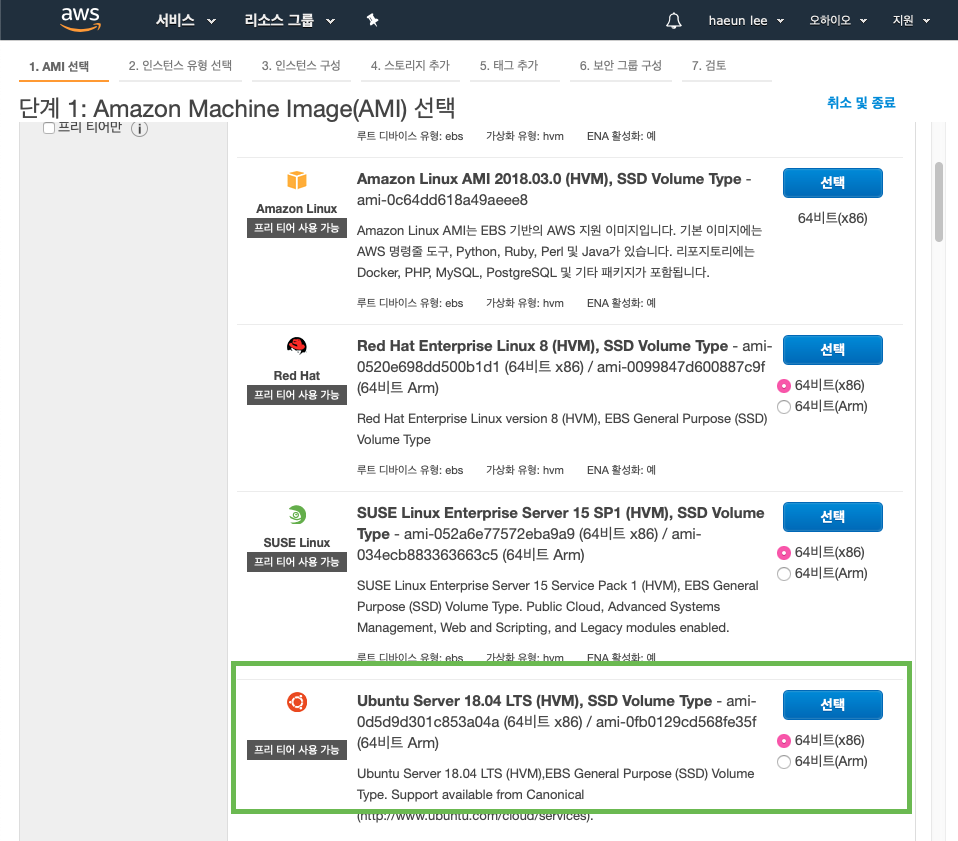 aws 서비스 리소스 그룹 haeun lee 오하이오 지원
1. AMI 선택 2. 인스턴스 유형 선택 3. 인스턴스 구성 4. 스토리지 추가 5. 태그 추가 6. 보안 그룹 구성 7. 검토
단계 1: Amazon Machine Image(AMI) 선택 취소 및 종료
프리 티어만
루트 디바이스 유형: ebs 가상화 유형: hvm ENA 활성화: 예
Amazon Linux
프리 티어 사용 가능
Amazon Linux AMI 2018.03.0 (HVM), SSD Volume Type -
ami-0c64dd618a49aeee8
Amazon Linux AMI는 EBS 기반의 AWS 지원 이미지입니다. 기본 이미지에는
AWS 명령줄 도구, Python, Ruby, Perl 및 Java가 있습니다. 리포지토리에는
Docker, PHP, MySQL, PostgreSQL 및 기타 패키지가 포함됩니다.
루트 디바이스 유형: ebs 가상화 유형: hvm ENA 활성화: 예
선택
64비트(x86)
Red Hat
프리 티어 사용 가능
Red Hat Enterprise Linux 8 (HVM), SSD Volume Type - ami-
0520e698dd500b1d1 (64비트 x86) / ami-0099847d600887c9f
(64비트 Arm)
Red Hat Enterprise Linux version 8 (HVM), EBS General Purpose (SSD)
Volume Type
루트 디바이스 유형: ebs 가상화 유형: hvm ENA 활성화: 예
선택
64비트(x86)
64비트(Arm)
SUSE Linux
프리 티어 사용 가능
SUSE Linux Enterprise Server 15 SP1 (HVM), SSD Volume
Type - ami-052a6e77572eba9a9 (64비트 x86) / ami-
034ecb883363663c5 (64비트 Arm)
SUSE Linux Enterprise Server 15 Service Pack 1 (HVM), EBS General
Purpose (SSD) Volume Type. Public Cloud, Advanced Systems
Management, Web and Scripting, and Legacy modules enabled.
루트 디바이스 유형: ebs 가상화 유형: hvm ENA 활성화: 예
선택
64비트(x86)
64비트(Arm)
프리 티어 사용 가능
Ubuntu Server 18.04 LTS (HVM), SSD Volume Type - ami-
0d5d9d301c853a04a (64비트 x86) / ami-0fb0129cd568fe35f
(64비트 Arm)
Ubuntu Server 18.04 LTS (HVM),EBS General Purpose (SSD) Volume
Type. Support available from Canonical
(http://www.ubuntu.com/cloud/services).
선택
64비트(x86)
64비트(Arm)